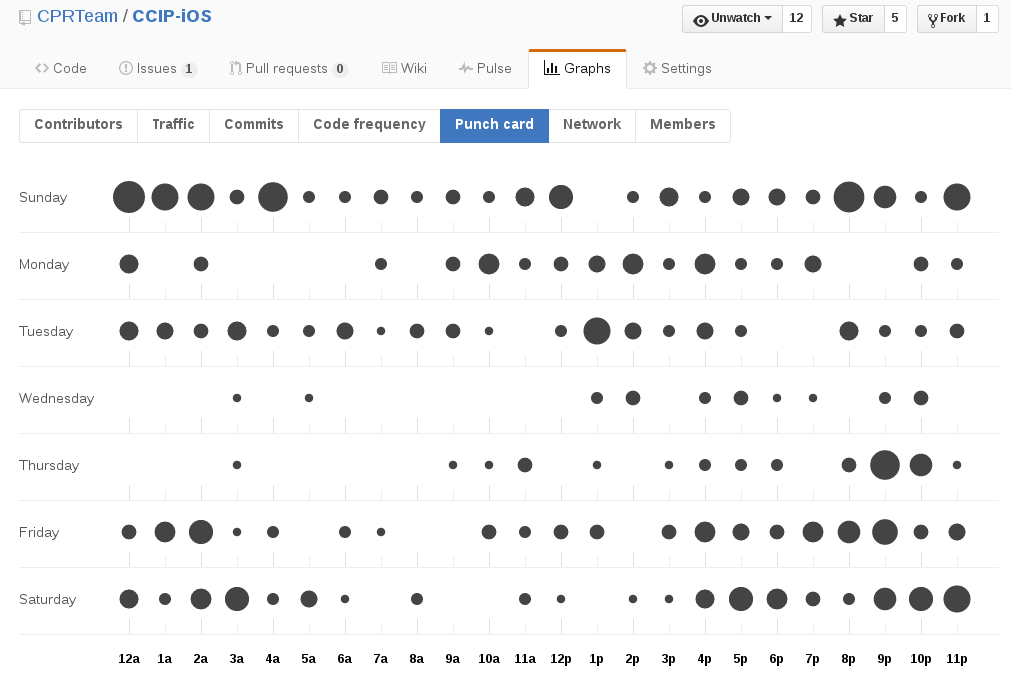 CPRTeam / CCIP-iOS
Unwatch 12 Star 5 Fork 1
Code Issues 1 Pull requests 0 Wiki Pulse Graphs Settings
Contributors Traffic Commits Code frequency Punch card Network Members
Sunday
Monday
Tuesday
Wednesday
Thursday
Friday
Saturday
12a 1a 2a 3a 4a 5a 6a 7a 8a 9a 10a 11a 12p 1p 2p 3p 4p 5p 6p 7p 8p 9p 10p 11p